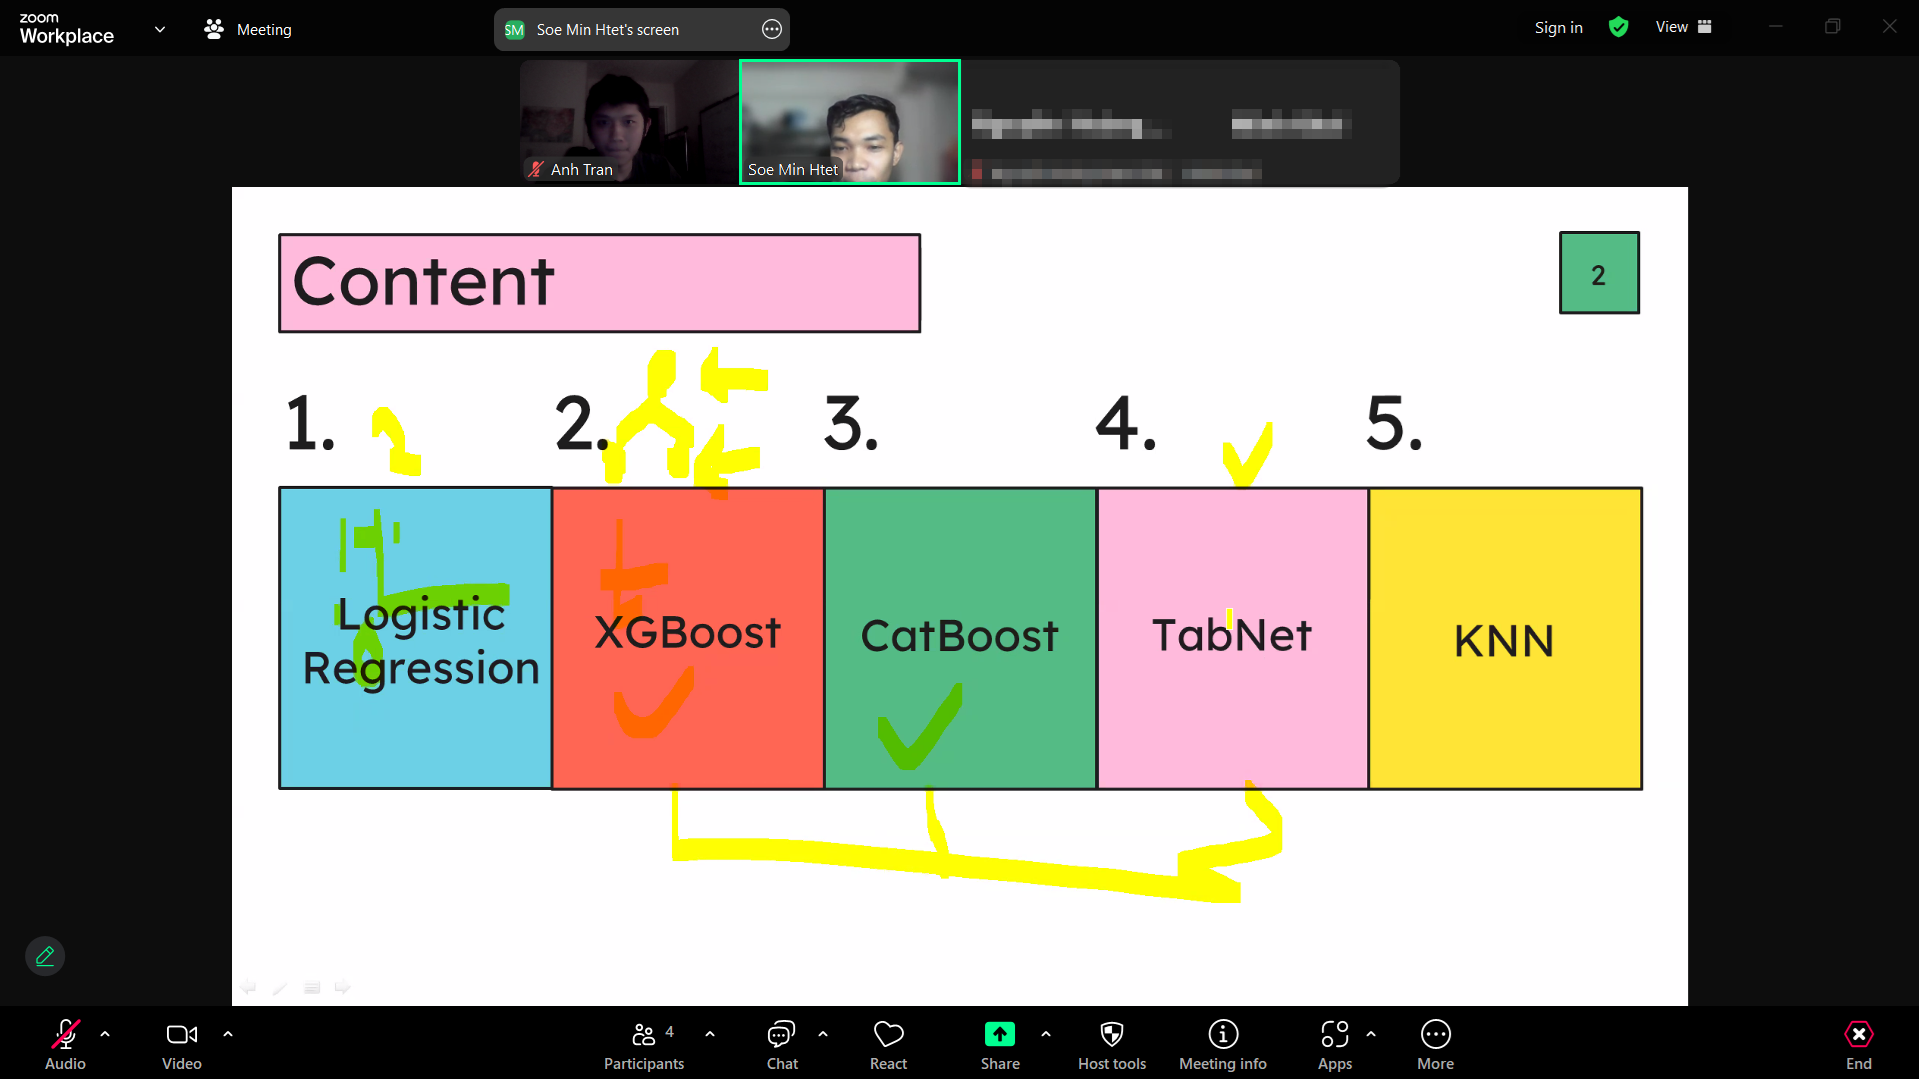 zoom
Workplace
Meeting
SM Soe Min Htet's screen
Sign in
View
Anh Tran
Soe Min Htet
Content
2
1.
2.
3.
4.
5.
Logistic
Regression
XGBoost
CatBoost
TabNet
KNN
Audio
Video
Participants
4
Chat
React
Share
Host tools
Meeting info
Apps
More
End